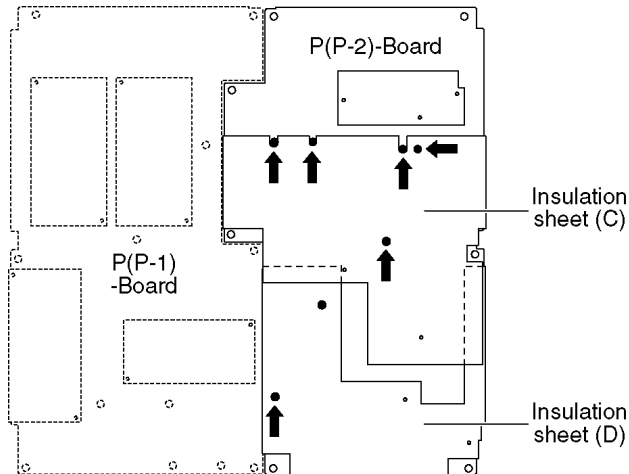 P(P-2)-Board
Insulation
sheet (C)
P(P-1)
-Board
Insulation
sheet (D)